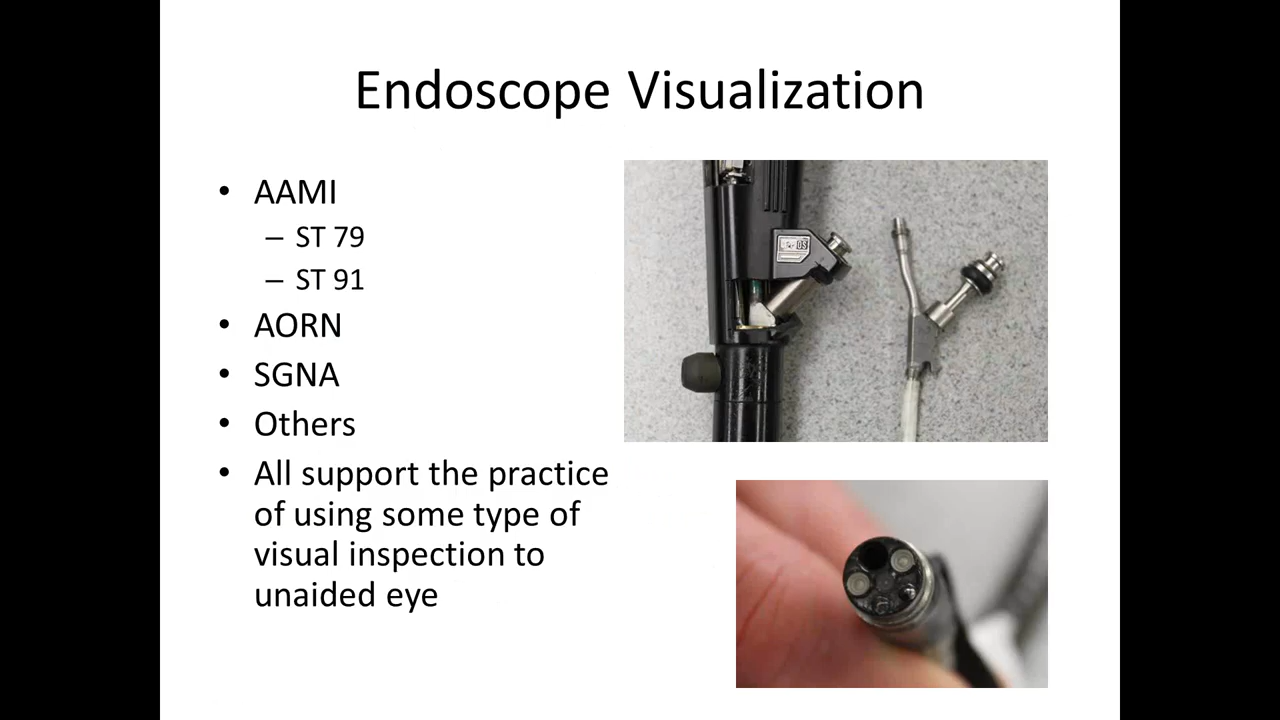 Endoscope Visualization
• AAMI
– ST 79
– ST 91
• AORN
• SGNA
• Others
• All support the practice
of using some type of
visual inspection to
unaided eye